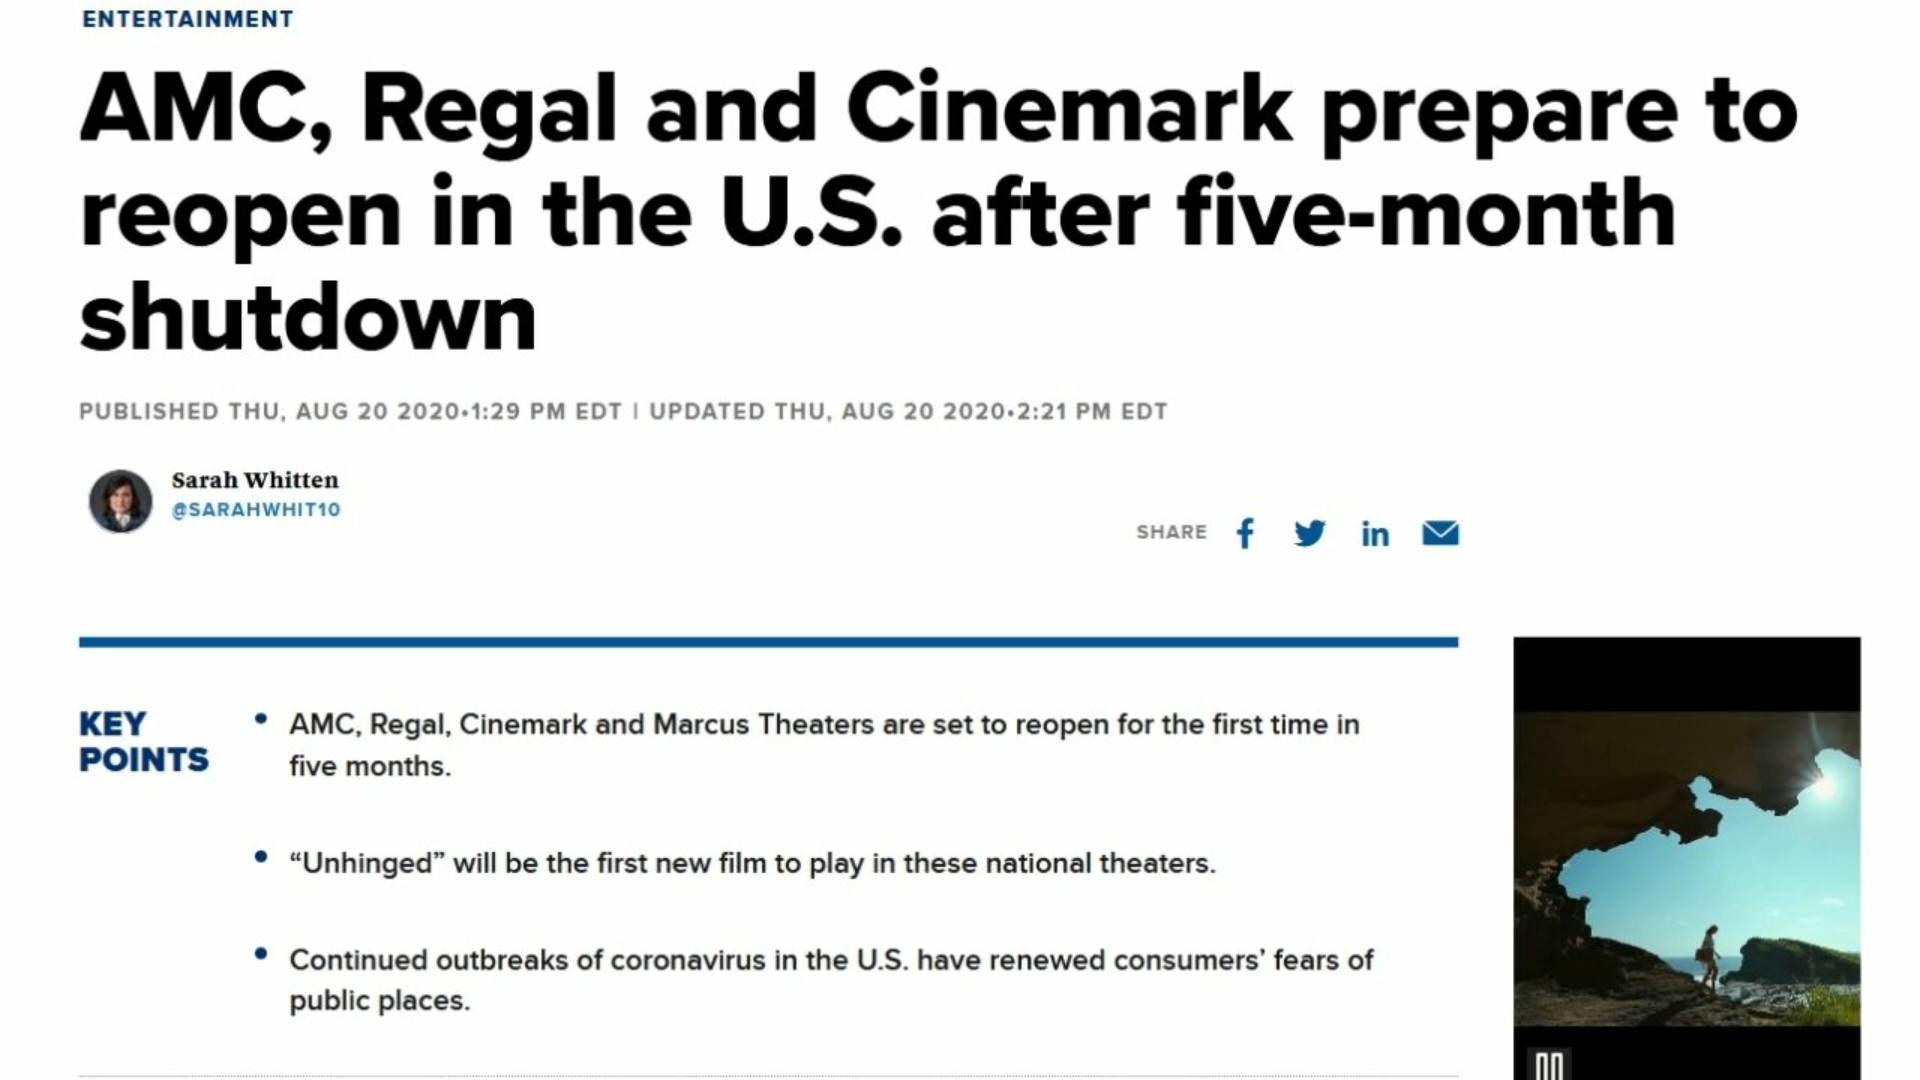 ENTERTAINMENT
AMC, Regal and Cinemark prepare to
reopen in the U.S. after five-month
shutdown
PUBLISHED THU, AUG 20 2020•1:29 PM EDT | UPDATED THU, AUG 20 2020•2:21 PM EDT
Sarah Whitten
@SARAHWHIT10
SHARE
KEY
POINTS
• AMC, Regal, Cinemark and Marcus Theaters are set to reopen for the first time in
five months.
• “Unhinged” will be the first new film to play in these national theaters.
• Continued outbreaks of coronavirus in the U.S. have renewed consumers’ fears of
public places.